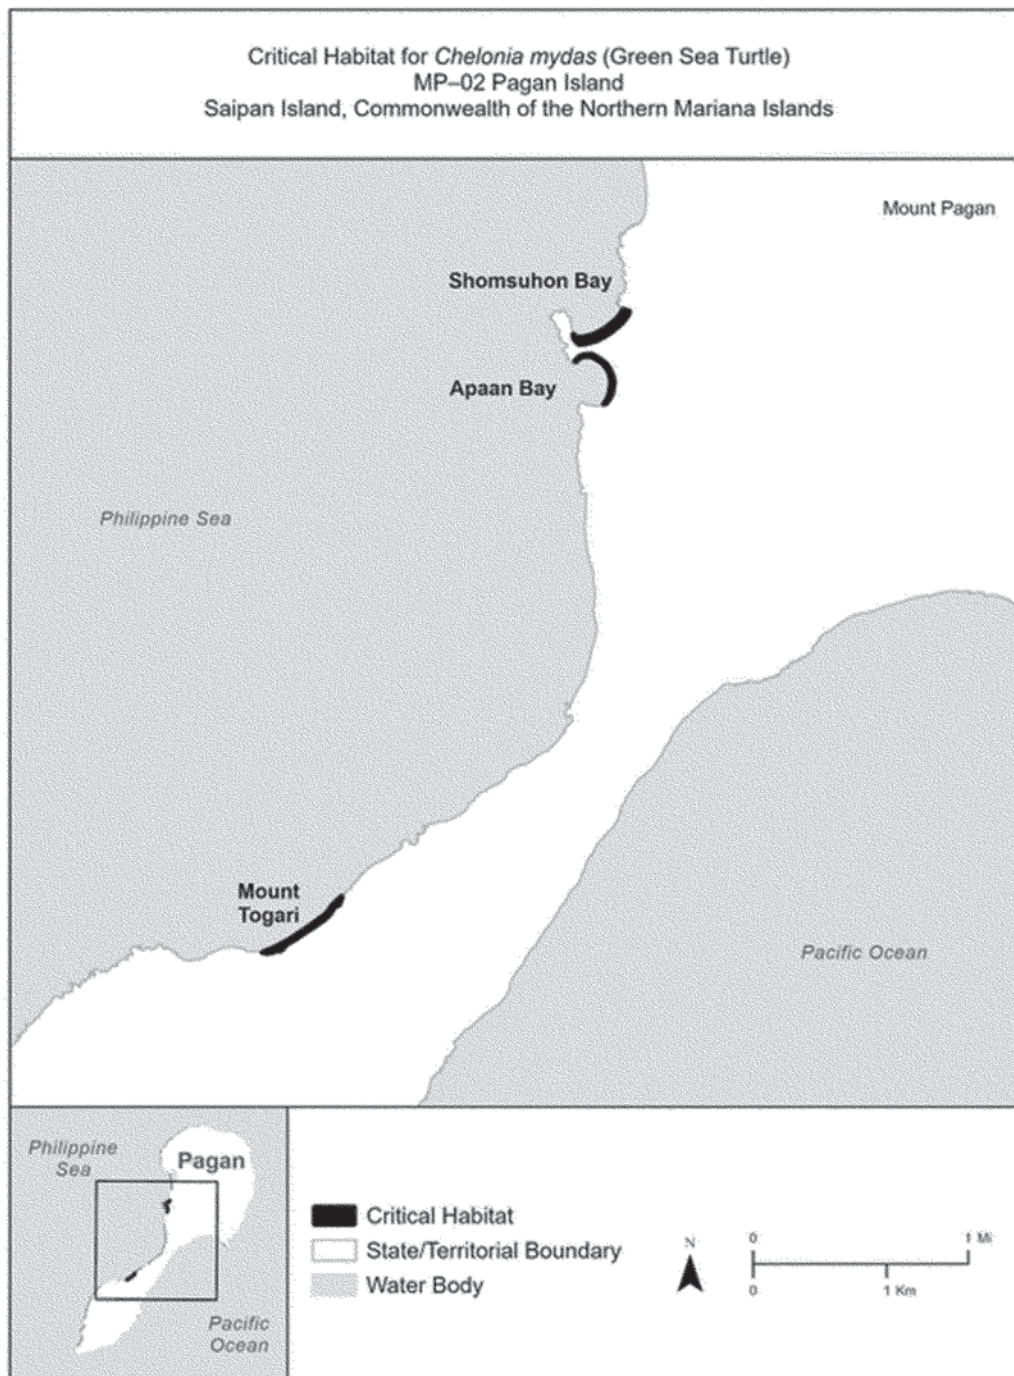 Critical Habitat for Chelonia mydas (Green Sea Turtle)
MP–02 Pagan Island
Saipan Island, Commonwealth of the Northern Mariana Islands
Mount Pagan
Shomsuhon Bay
Apaan Bay
Philippine Sea
Mount
Togari
Pacific Ocean
Philippine
Sea
Pagan
Pacific
Ocean
Critical Habitat
State/Territorial Boundary
Water Body
N
0 1 Mi
0 1 Km